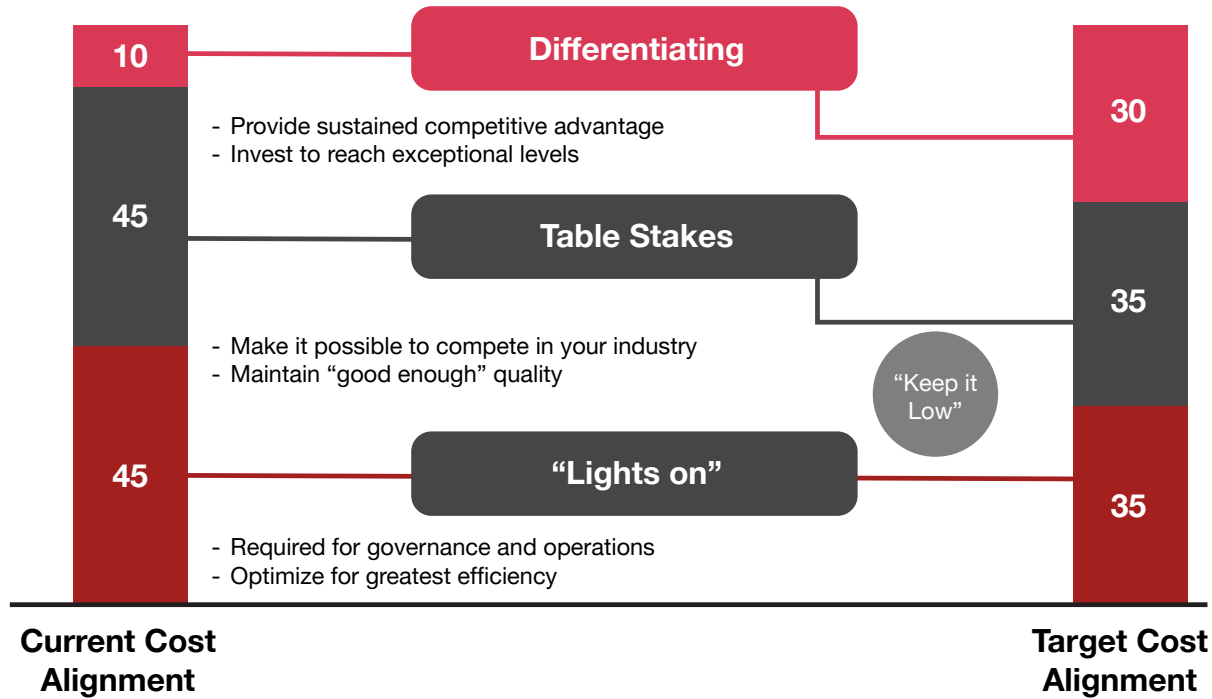 Differentiating
10
30
- Provide sustained competitive advantage
- Invest to reach exceptional levels
45
Table Stakes
35
- Make it possible to compete in your industry
- Maintain “good enough” quality
“Keep it
Low”
45
“Lights on”
35
- Required for governance and operations
- Optimize for greatest efficiency
Current Cost
Alignment
Target Cost
Alignment